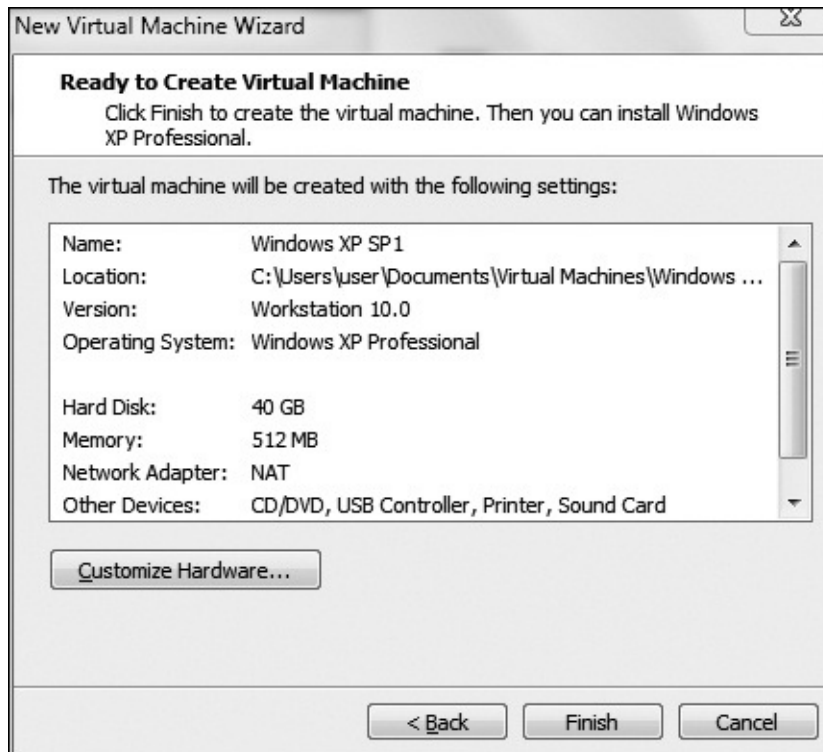 New Virtual Machine Wizard
Ready to Create Virtual Machine
Click Finish to create the virtual machine. Then you can install Windows
XP Professional.
The virtual machine will be created with the following settings:
Name: Windows XP SP1
Location: C:\Users\user\Documents\Virtual Machines\Windows ...
Version: Workstation 10.0
Operating System: Windows XP Professional
Hard Disk: 40 GB
Memory: 512 MB
Network Adapter: NAT
Other Devices: CD/DVD, USB Controller, Printer, Sound Card
Customize Hardware...
< Back Finish Cancel